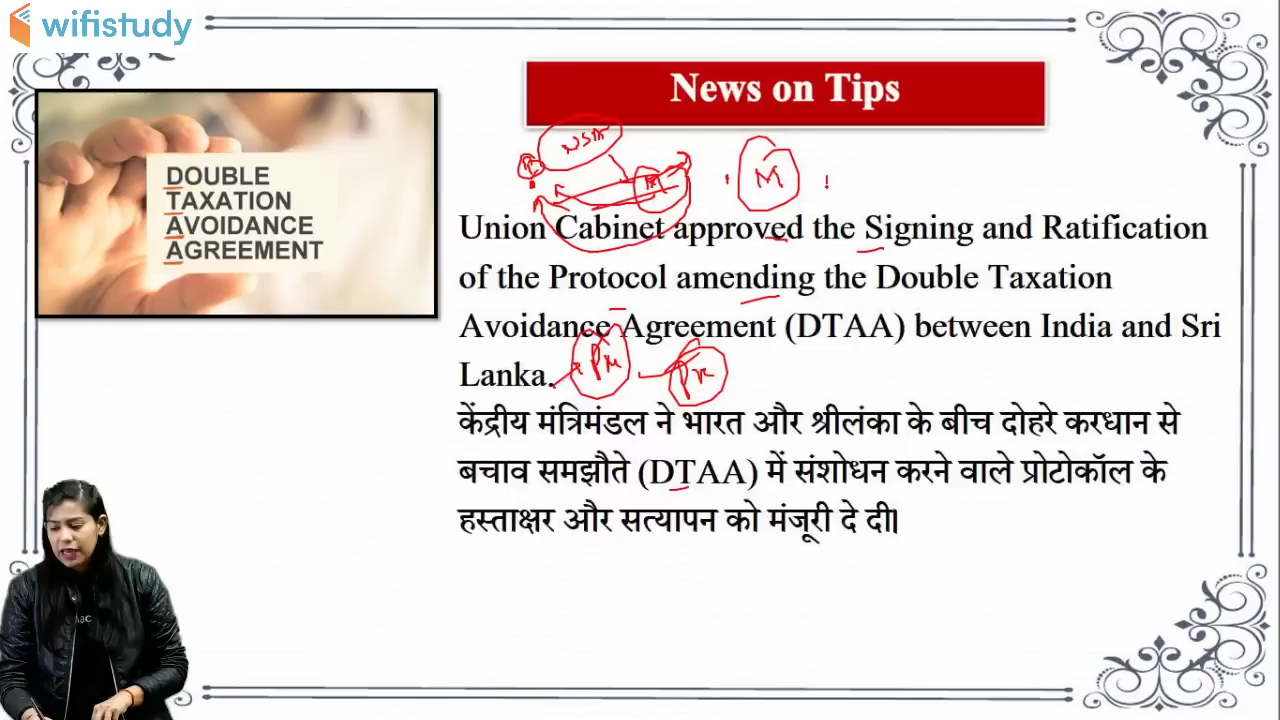 wifistudy
News on Tips
DOUBLE
TAXATION
AVOIDANCE
AGREEMENT
M
Union Cabinet approved the Signing and Ratification
of the Protocol amending the Double Taxation
Avoidance Agreement (DTAA) between India and Sri
Lanka.
केंद्रीय मंत्रिमंडल ने भारत और श्रीलंका के बीच दोहरे करधान से
बचाव समझौते (DTAA) में संशोधन करने वाले प्रोटोकॉल के
हस्ताक्षर और सत्यापन को मंजूरी दे दी।